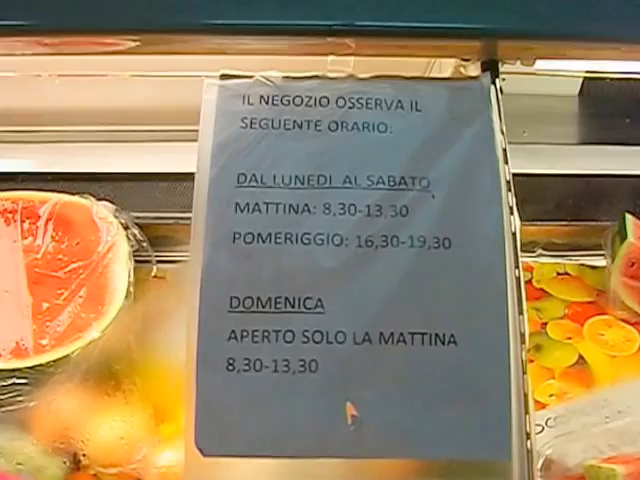 IL NEGOZIO OSSERVA IL
SEGUENTE ORARIO:
DAL LUNEDI AL SABATO
MATTINA: 8,30-13,30
POMERIGGIO: 16,30-19,30
DOMENICA
APERTO SOLO LA MATTINA
8,30-13,30